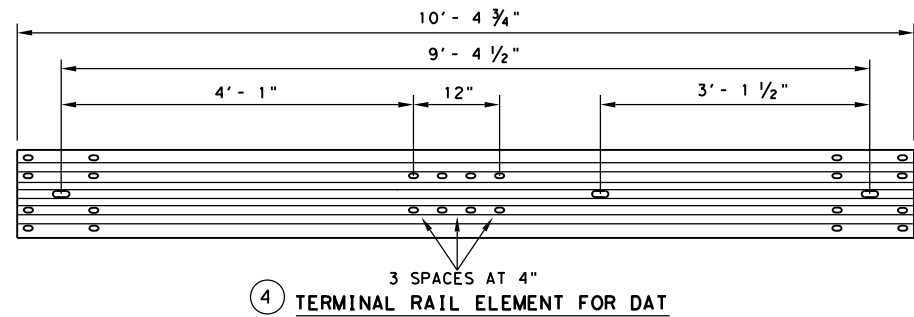 10'- 4 ¾"
9'- 4 ½"
4'- 1"
12"
3'- 1 ½"
3 SPACES AT 4"
4 TERMINAL RAIL ELEMENT FOR DAT